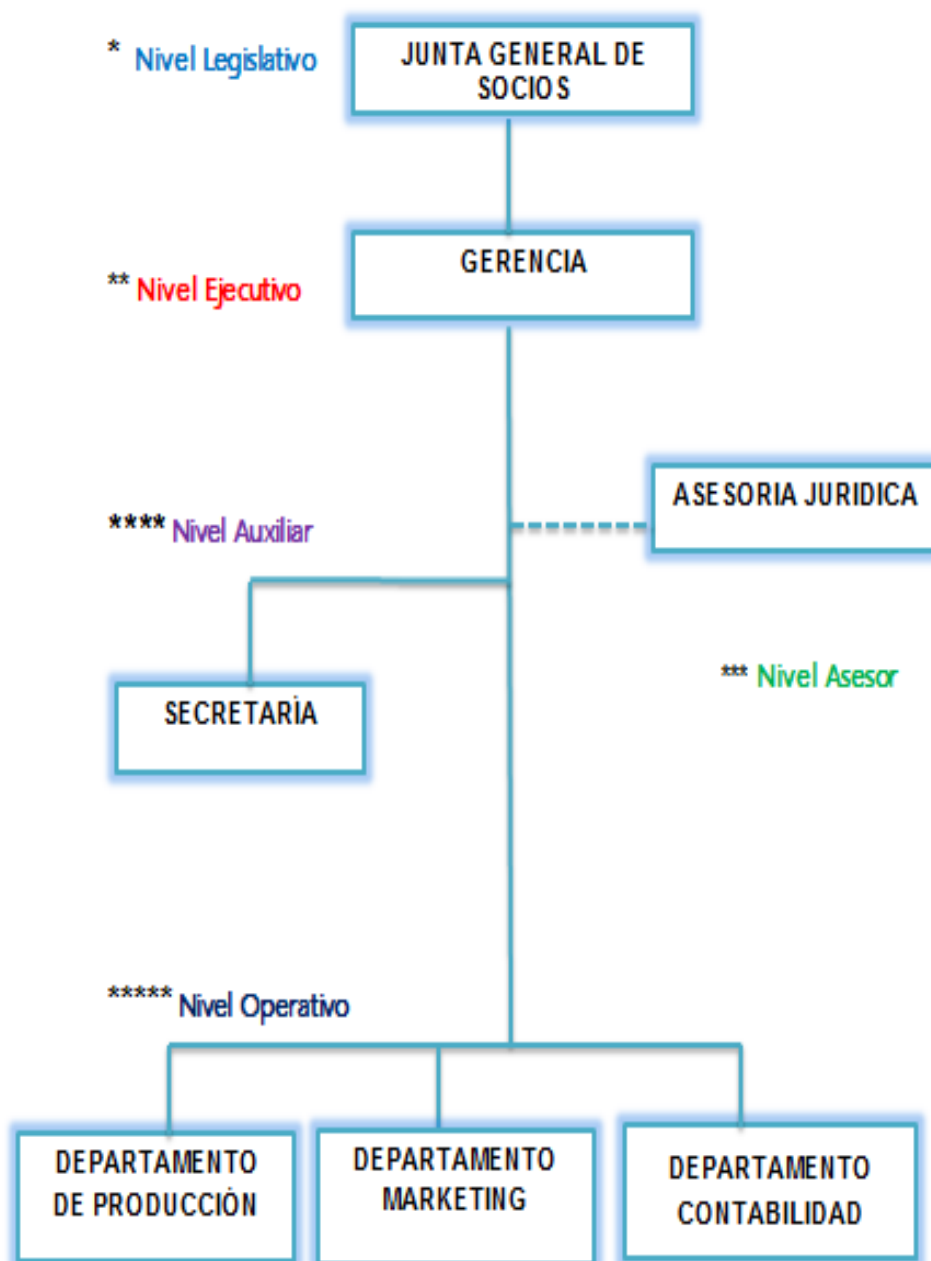 * Nivel Legislativo
JUNTA GENERAL DE
SOCIOS
GERENCIA
** Nivel Ejecutivo
ASESORIA JURIDICA
**** Nivel Auxiliar
*** Nivel Asesor
SECRETARÍA
***** Nivel Operativo
DEPARTAMENTO
DE PRODUCCIÓN
DEPARTAMENTO
MARKETING
DEPARTAMENTO
CONTABILIDAD